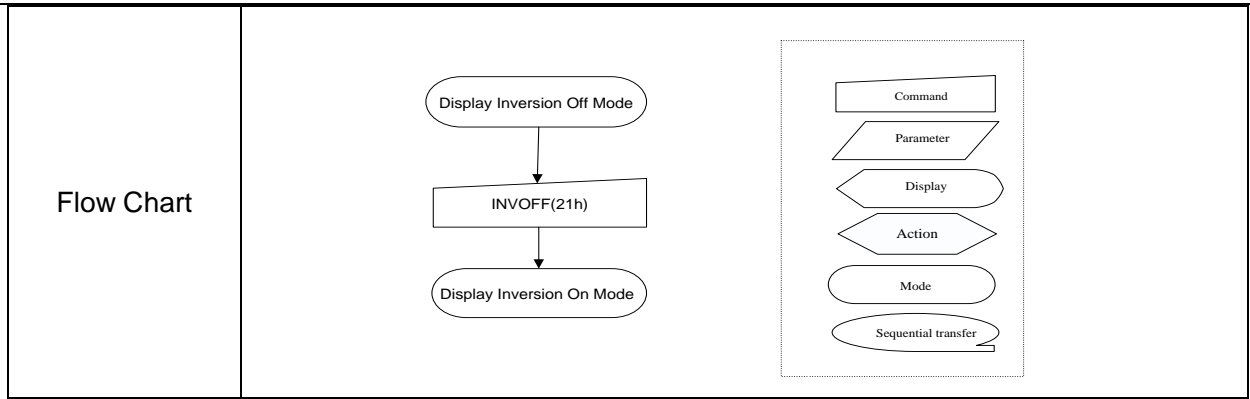 Flow Chart
Display Inversion Off Mode
INVOFF(21h)
Display Inversion On Mode
Command
Parameter
Display
Action
Mode
Sequential transfer